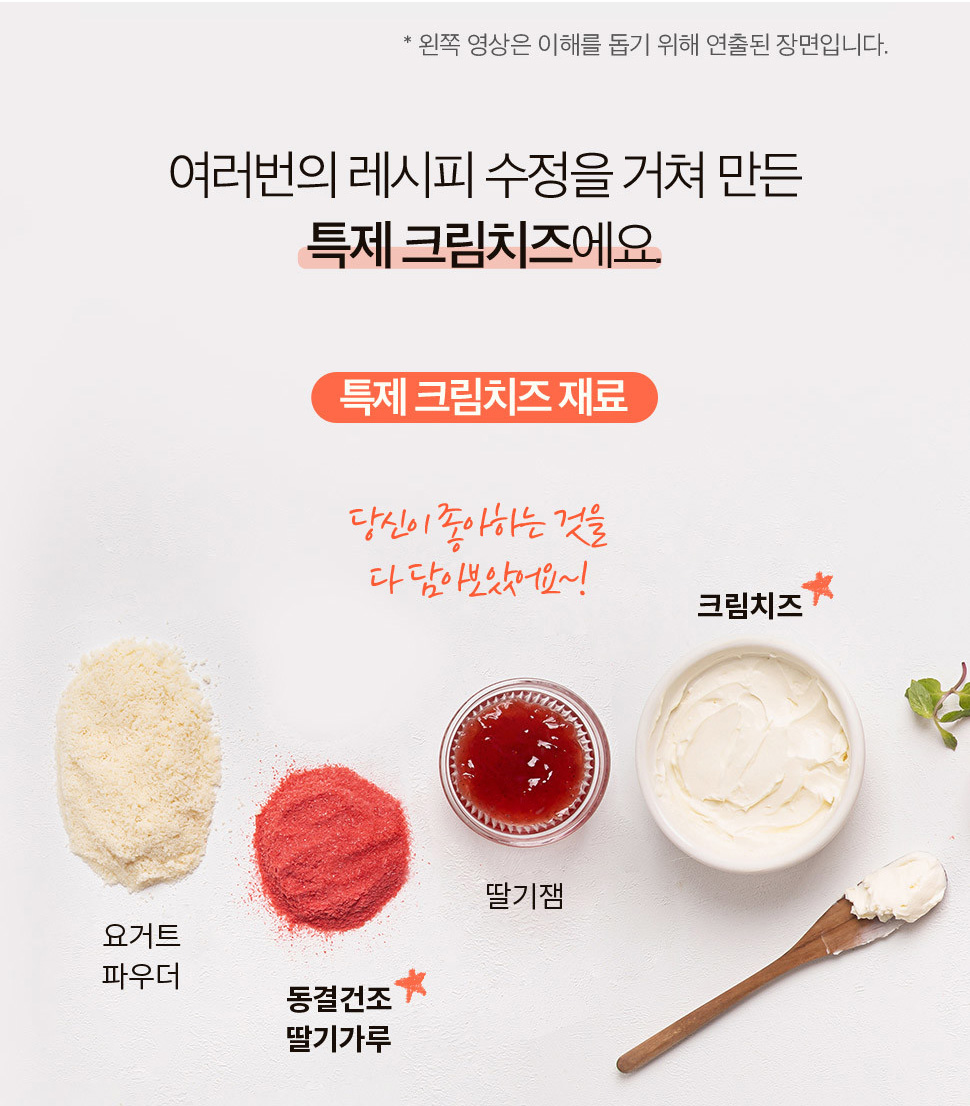 * 왼쪽 영상은 이해를 돕기 위해 연출된 장면입니다.
여러번의 레시피 수정을 거쳐 만든
특제 크림치즈에요.
특제 크림치즈 재료
당신이 좋아하는 것을
다 담아보았어요~!
크림치즈
딸기잼
요거트
파우더
동결건조
딸기가루